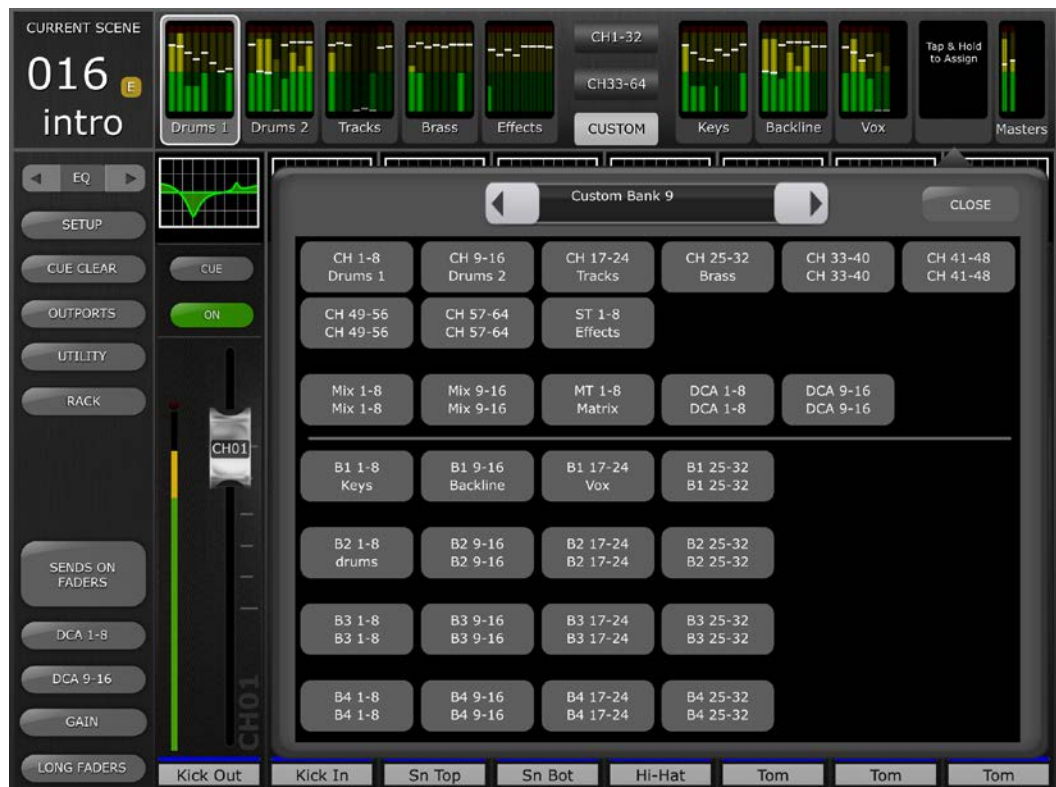 CURRENT SCENE
016 E
intro
Drums 1
Drums 2
Tracks
Brass
Effects
CH1-32
CH33-64
CUSTOM
Keys
Backline
Vox
Tap & Hold
to Assign
Masters
EQ
SETUP
CUE CLEAR
OUTPORTS
UTILITY
RACK
SENDS ON
FADERS
DCA 1-8
DCA 9-16
GAIN
LONG FADERS
CUE
ON
CH01
CH01
Custom Bank 9
CLOSE
CH 1-8
Drums 1
CH 9-16
Drums 2
CH 17-24
Tracks
CH 25-32
Brass
CH 33-40
CH 33-40
CH 41-48
CH 41-48
CH 49-56
CH 49-56
CH 57-64
CH 57-64
ST 1-8
Effects
Mix 1-8
Mix 1-8
Mix 9-16
Mix 9-16
MT 1-8
Matrix
DCA 1-8
DCA 1-8
DCA 9-16
DCA 9-16
B1 1-8
Keys
B1 9-16
Backline
B1 17-24
Vox
B1 25-32
B1 25-32
B2 1-8
drums
B2 9-16
B2 9-16
B2 17-24
B2 17-24
B2 25-32
B2 25-32
B3 1-8
B3 1-8
B3 9-16
B3 9-16
B3 17-24
B3 17-24
B3 25-32
B3 25-32
B4 1-8
B4 1-8
B4 9-16
B4 9-16
B4 17-24
B4 17-24
B4 25-32
B4 25-32
Kick Out
Kick In
Sn Top
Sn Bot
Hi-Hat
Tom
Tom
Tom